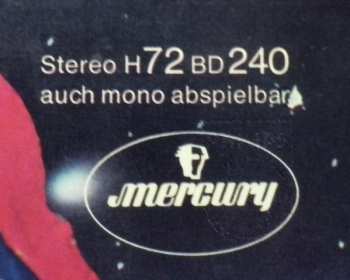 Stereo H72 BD 240
auch mono abspielbar
mercury